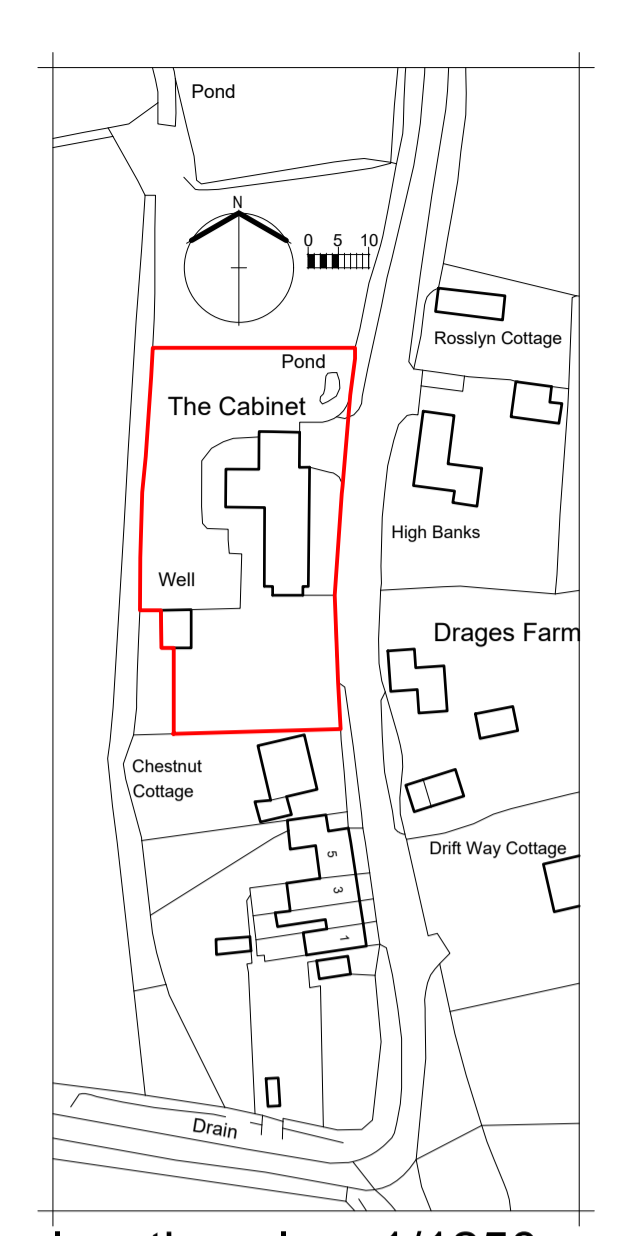 Pond
N
0 5 10
Rosslyn Cottage
Pond
The Cabinet
High Banks
Well
Drages Farm
Chestnut
Cottage
Drift Way Cottage
5
3
1
Drain